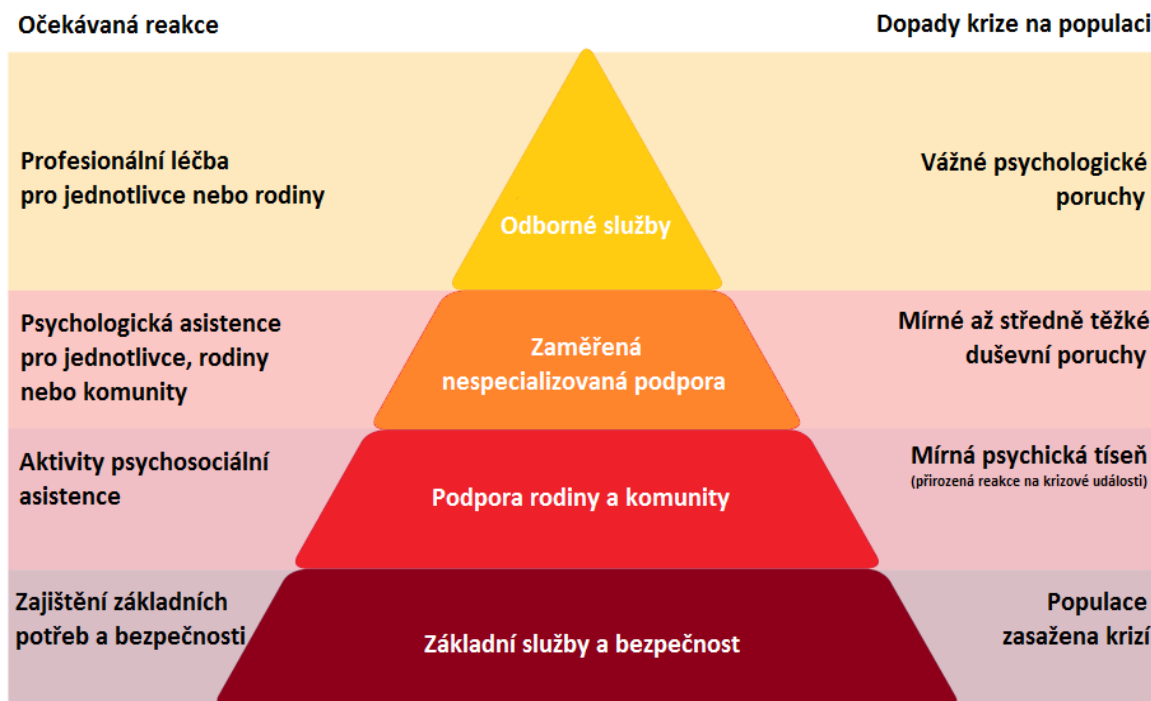 Očekávaná reakce
Dopady krize na populaci
Profesionální léčba
pro jednotlivce nebo rodiny
Odborné služby
Vážné psychologické
poruchy
Psychologická asistence
pro jednotlivce, rodiny
nebo komunity
Zaměřená
nespecializovaná podpora
Mírné až středně těžké
duševní poruchy
Aktivity psychosociální
asistence
Podpora rodiny a komunity
Mírná psychická tíseň
(přirozená reakce na krizové události)
Zajištění základních
potřeb a bezpečnosti
Základní služby a bezpečnost
Populace
zasažena krizí